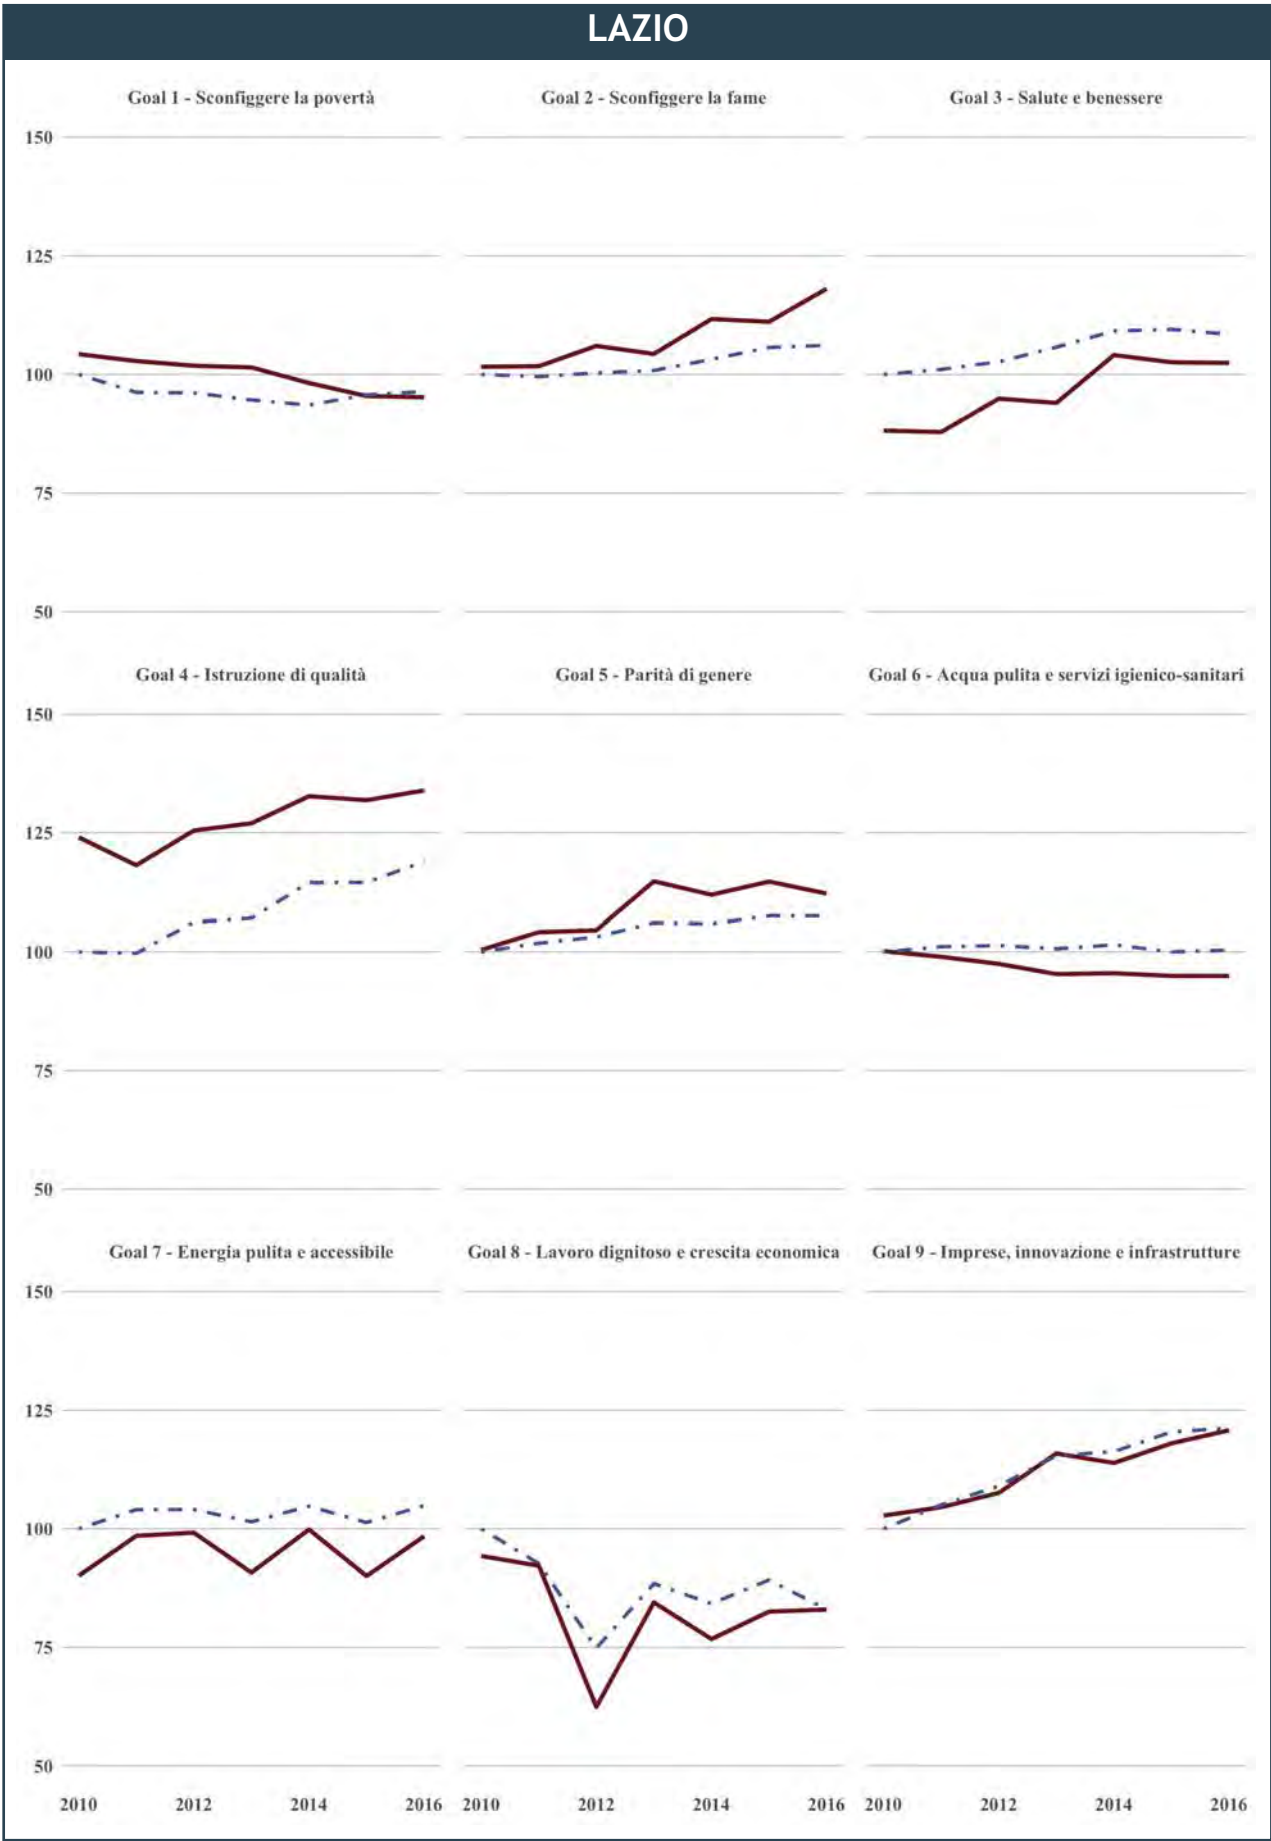 LAZIO
Goal 1 - Sconfiggere la povertà
Goal 2 - Sconfiggere la fame
Goal 3 - Salute e benessere
150
125
100
75
50
Goal 4 - Istruzione di qualità
Goal 5 - Parità di genere
Goal 6 - Acqua pulita e servizi igienico-sanitari
150
125
100
75
50
Goal 7 - Energia pulita e accessibile
Goal 8 - Lavoro dignitoso e crescita economica
Goal 9 - Imprese, innovazione e infrastrutture
150
125
100
75
50
2010 2012 2014 2016
2010 2012 2014 2016
2010 2012 2014 2016